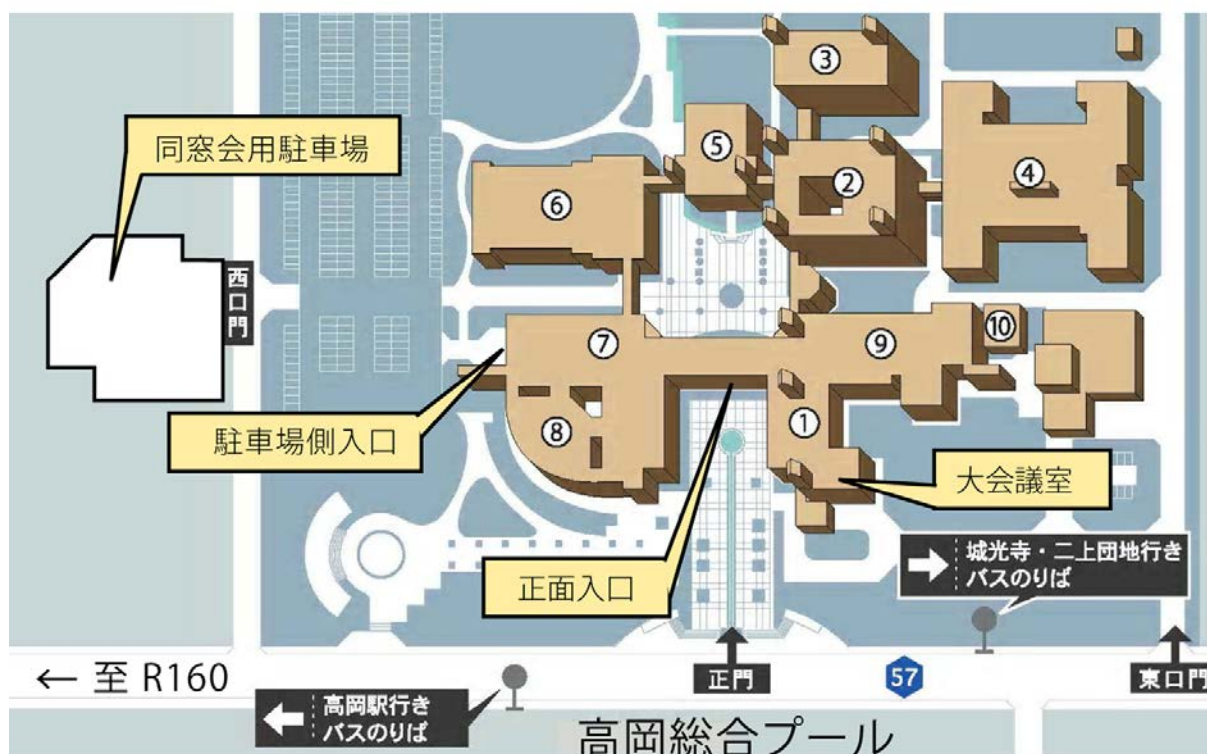 ③
⑤
②
④
⑥
同窓会用駐車場
西口門
⑦
⑨
⑩
駐車場側入口
⑧
①
大会議室
正面入口
城光寺・二上団地行き
バスのりば
← 至 R160
高岡駅行き
バスのりば
正門
57
東口門
高岡総合プール